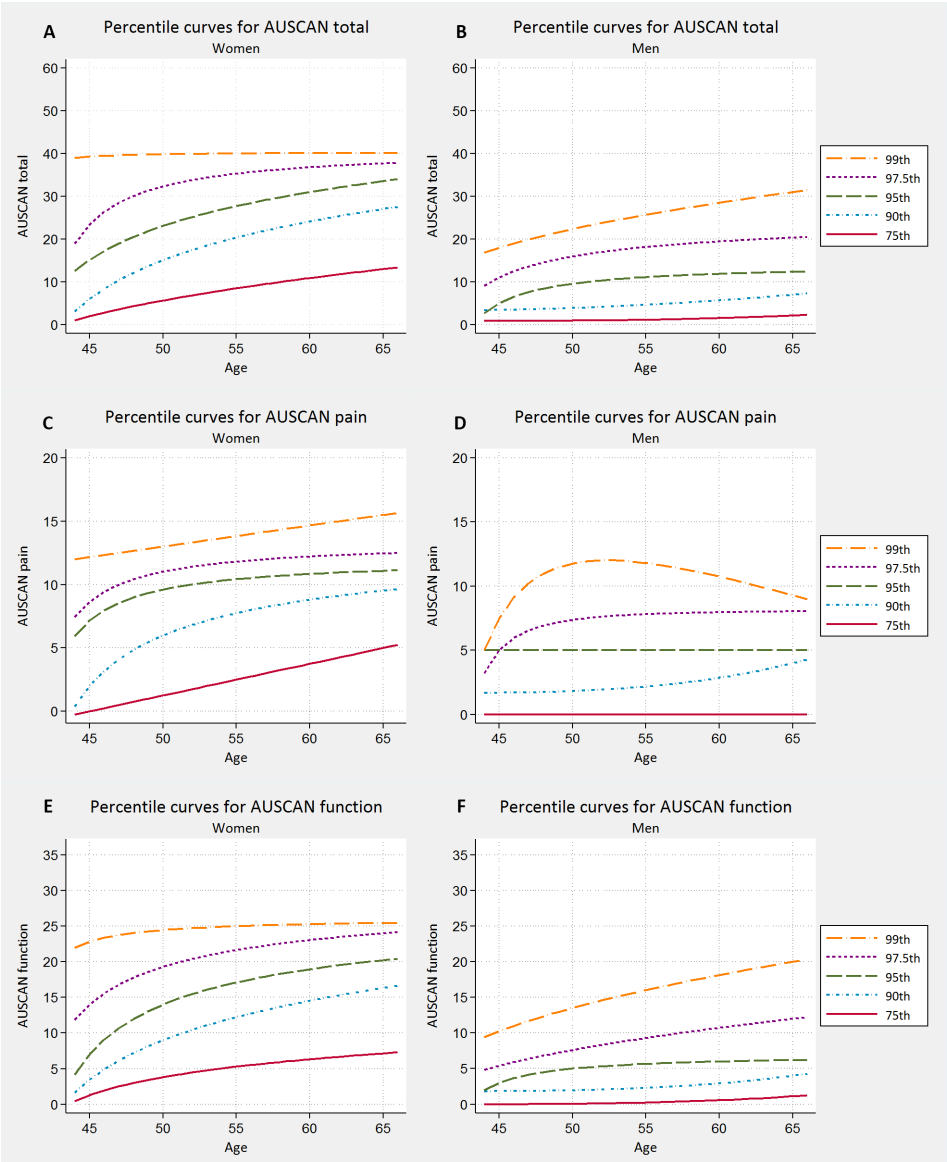 A Percentile curves for AUSCAN total
Women
AUSCAN total
60
50
40
30
20
10
0
45 50 55 60 65
Age
B Percentile curves for AUSCAN total
Men
AUSCAN total
60
50
40
30
20
10
0
45 50 55 60 65
Age
99th
97.5th
95th
90th
75th
C Percentile curves for AUSCAN pain
Women
AUSCAN pain
20
15
10
5
0
45 50 55 60 65
Age
D Percentile curves for AUSCAN pain
Men
AUSCAN pain
20
15
10
5
0
45 50 55 60 65
Age
99th
97.5th
95th
90th
75th
E Percentile curves for AUSCAN function
Women
AUSCAN function
35
30
25
20
15
10
5
0
45 50 55 60 65
Age
F Percentile curves for AUSCAN function
Men
AUSCAN function
35
30
25
20
15
10
5
0
45 50 55 60 65
Age
99th
97.5th
95th
90th
75th